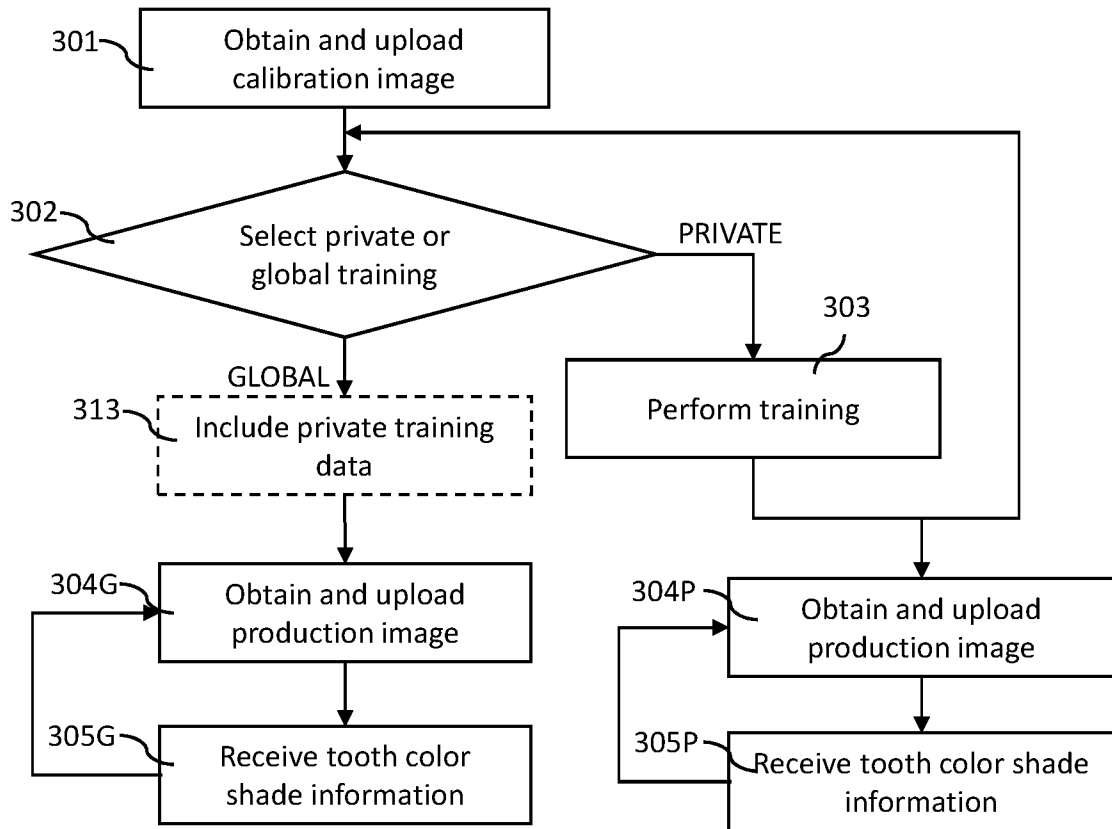 301
Obtain and upload
calibration image
302
Select private or
global training
PRIVATE
303
GLOBAL
313
Include private training
data
Perform training
304G
Obtain and upload
production image
304P
Obtain and upload
production image
305G
Receive tooth color
shade information
305P
Receive tooth color shade
information